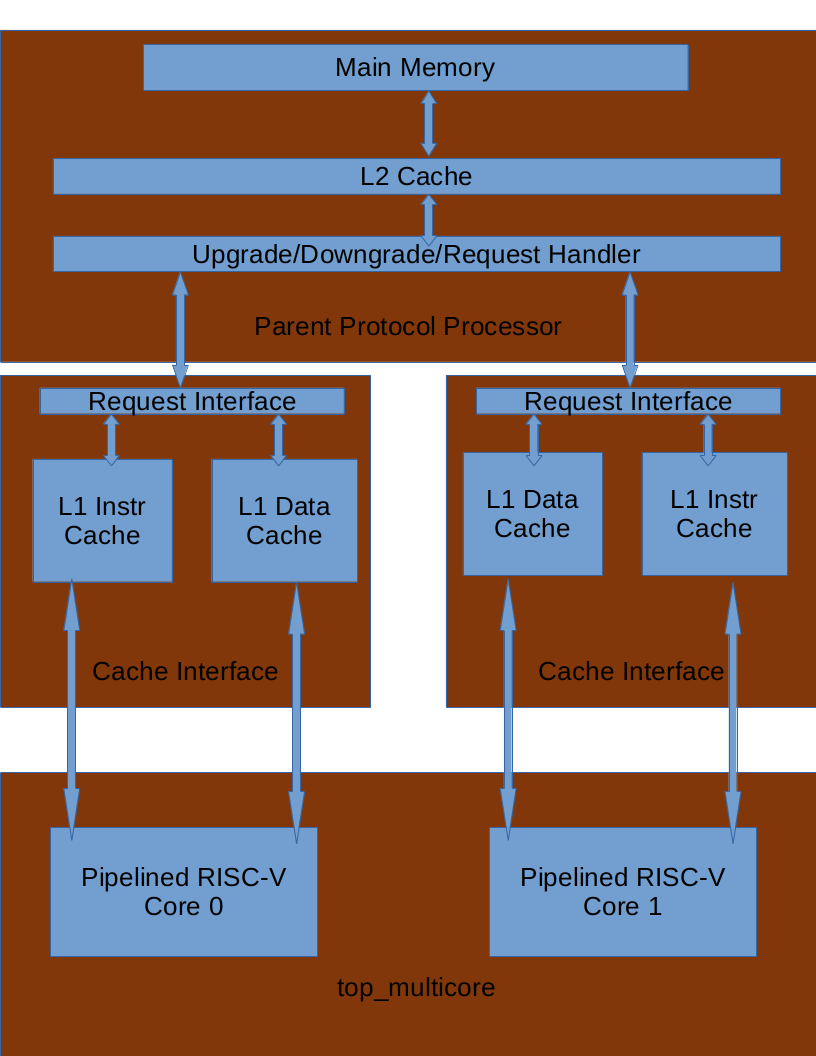 Main Memory
L2 Cache
Upgrade/Downgrade/Request Handler
Parent Protocol Processor
Request Interface
L1 Instr
Cache
L1 Data
Cache
Cache Interface
Request Interface
L1 Data
Cache
L1 Instr
Cache
Cache Interface
Pipelined RISC-V
Core 0
Pipelined RISC-V
Core 1
top_multicore